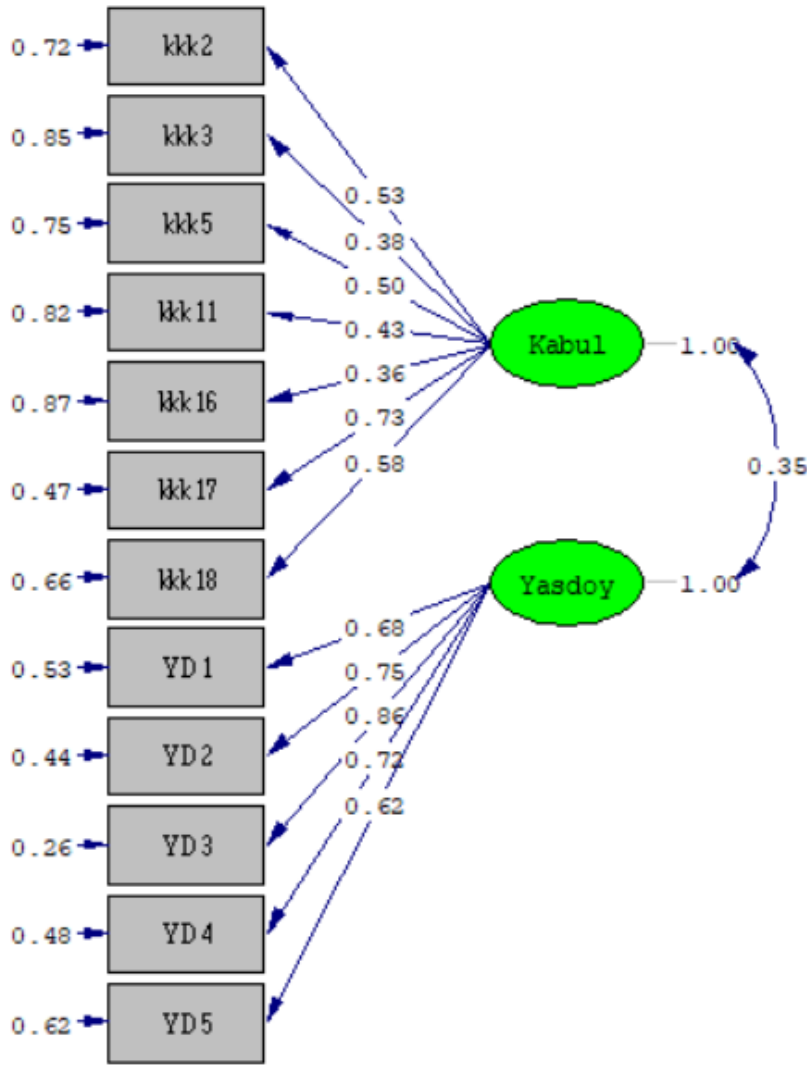 0.72 kkk2
0.85 kkk3
0.53
0.75 kkk5
0.38
0.50
0.82 kkk11
0.43
Kabul 1.00
0.36
0.87 kkk16
0.73
0.58
0.35
0.47 kkk17
0.66 kkk18
Yasdoy 1.00
0.68
0.53 YD1
0.75
0.86
0.44 YD2
0.72
0.62
0.26 YD3
0.48 YD4
0.62 YD5